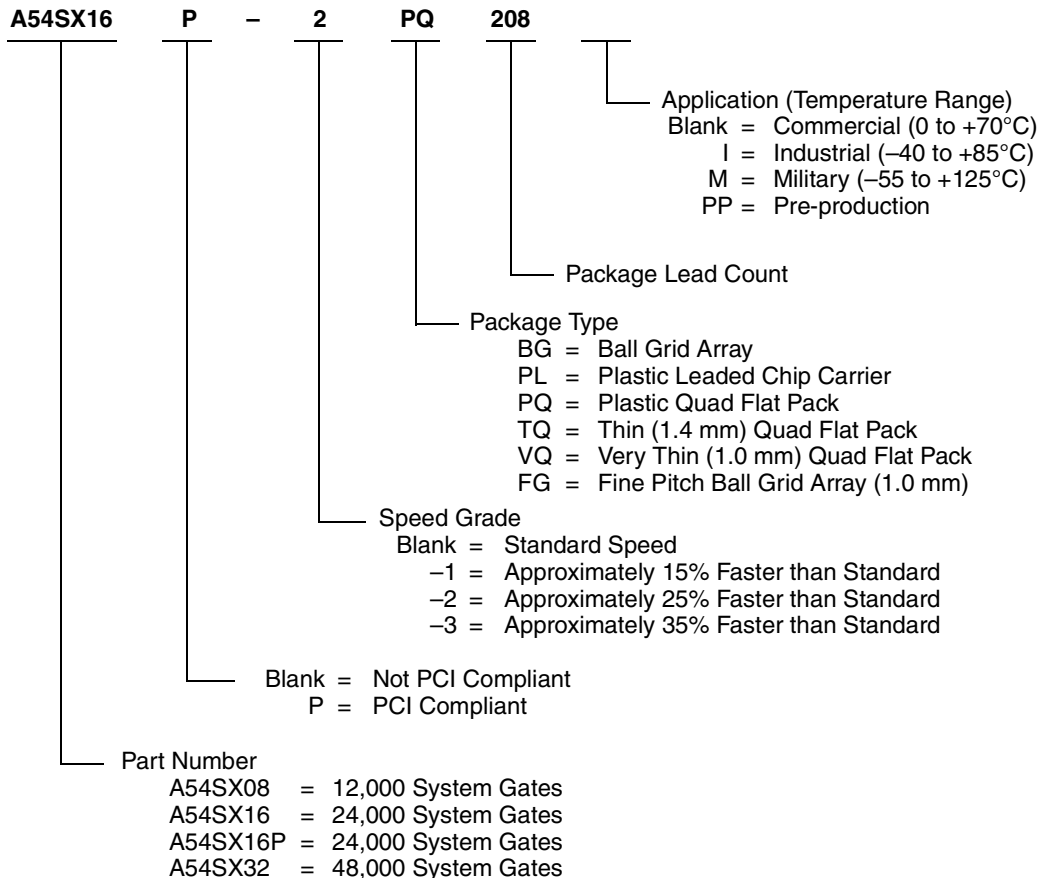 A54SX16 P – 2 PQ 208
Application (Temperature Range)
Blank = Commercial (0 to +70°C)
I = Industrial (–40 to +85°C)
M = Military (–55 to +125°C)
PP = Pre-production
Package Lead Count
Package Type
BG = Ball Grid Array
PL = Plastic Leaded Chip Carrier
PQ = Plastic Quad Flat Pack
TQ = Thin (1.4 mm) Quad Flat Pack
VQ = Very Thin (1.0 mm) Quad Flat Pack
FG = Fine Pitch Ball Grid Array (1.0 mm)
Speed Grade
Blank = Standard Speed
–1 = Approximately 15% Faster than Standard
–2 = Approximately 25% Faster than Standard
–3 = Approximately 35% Faster than Standard
Blank = Not PCI Compliant
P = PCI Compliant
Part Number
A54SX08 = 12,000 System Gates
A54SX16 = 24,000 System Gates
A54SX16P = 24,000 System Gates
A54SX32 = 48,000 System Gates